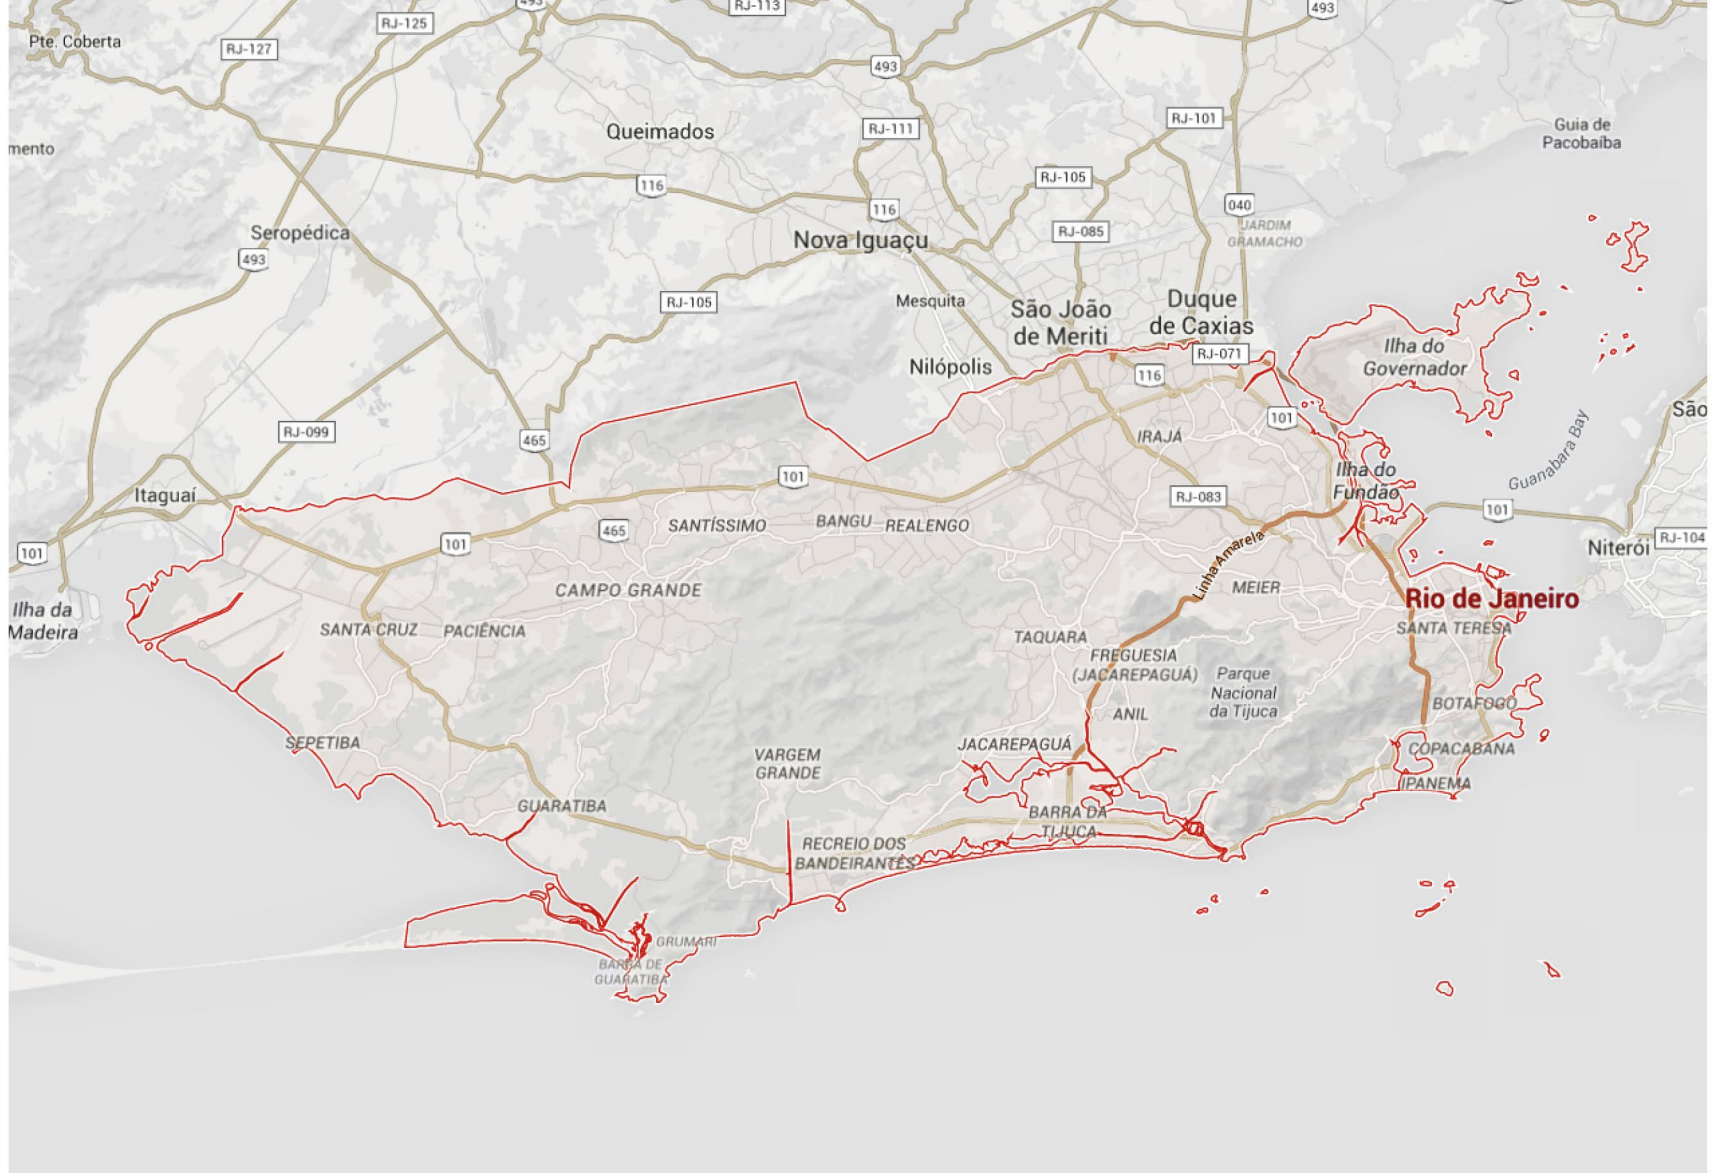 493
RJ-113
493
RJ-125
Pte. Coberta
RJ-127
493
RJ-101
RJ-111
Queimados
Guia de
Pacobaíba
mento
RJ-105
116
040
116
Seropédica
RJ-085
JARDIM
GRAMACHO
Nova Iguaçu
493
RJ-105
Mesquita
São João
de Meriti
Duque
de Caxias
RJ-071
Ilha do
Governador
Nilópolis
116
São
101
RJ-099
465
IRAJÁ
Guanabara Bay
Ilha do
Fundão
101
Itaguaí
RJ-083
101
SANTÍSSIMO
BANGU
REALENGO
465
101
101
RJ-104
Niterói
Linha Amarela
CAMPO GRANDE
MEIER
Rio de Janeiro
Ilha da
Madeira
SANTA CRUZ
PACIÊNCIA
TAQUARA
SANTA TERESA
FREGUESIA
(JACAREPAGUÁ)
Parque
Nacional
da Tijuca
ANIL
BOTAFOGO
SEPETIBA
JACAREPAGUÁ
COPACABANA
VARGEM
GRANDE
IPANEMA
GUARATIBA
BARRA DA
TIJUCA
RECREIO DOS
BANDEIRANTES
GRUMARI
BARRA DE
GUARATIBA